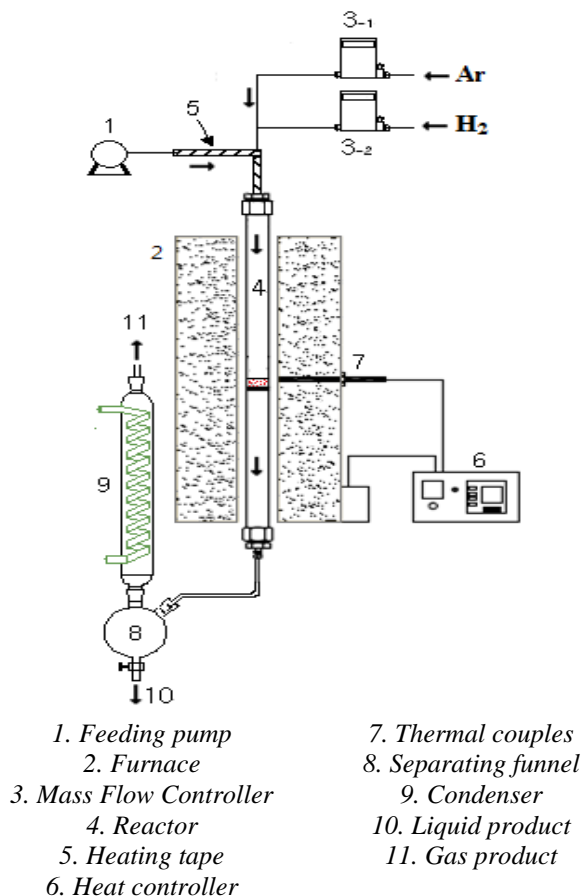 3-1
Ar
5
H2
1
3-2
2
4
11
7
6
9
8
10
1. Feeding pump
2. Furnace
3. Mass Flow Controller
4. Reactor
5. Heating tape
6. Heat controller
7. Thermal couples
8. Separating funnel
9. Condenser
10. Liquid product
11. Gas product